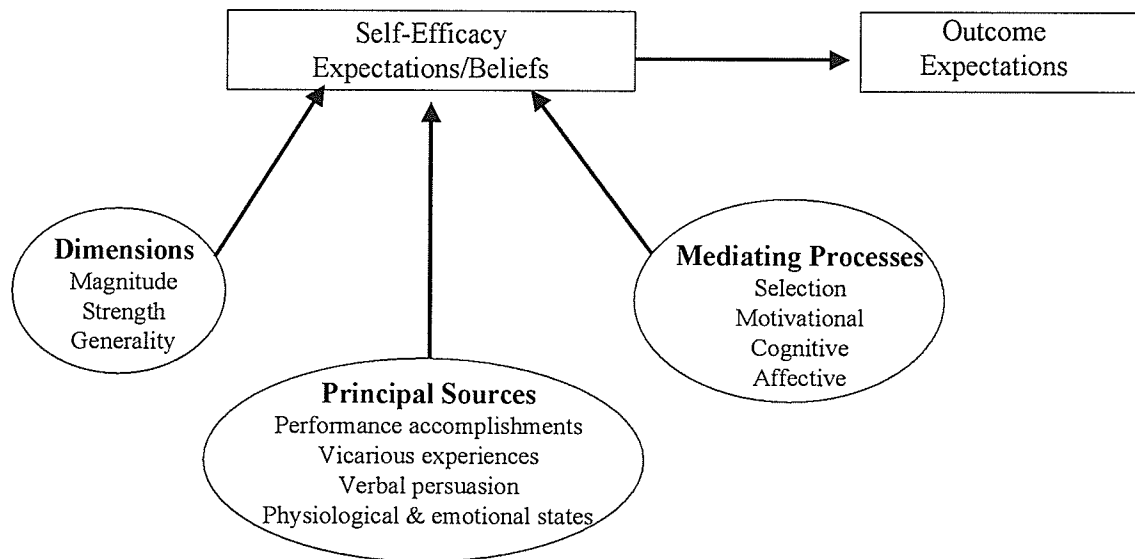 Self-Efficacy
Expectations/Beliefs
Outcome
Expectations
Dimensions
Magnitude
Strength
Generality
Principal Sources
Performance accomplishments
Vicarious experiences
Verbal persuasion
Physiological & emotional states
Mediating Processes
Selection
Motivational
Cognitive
Affective